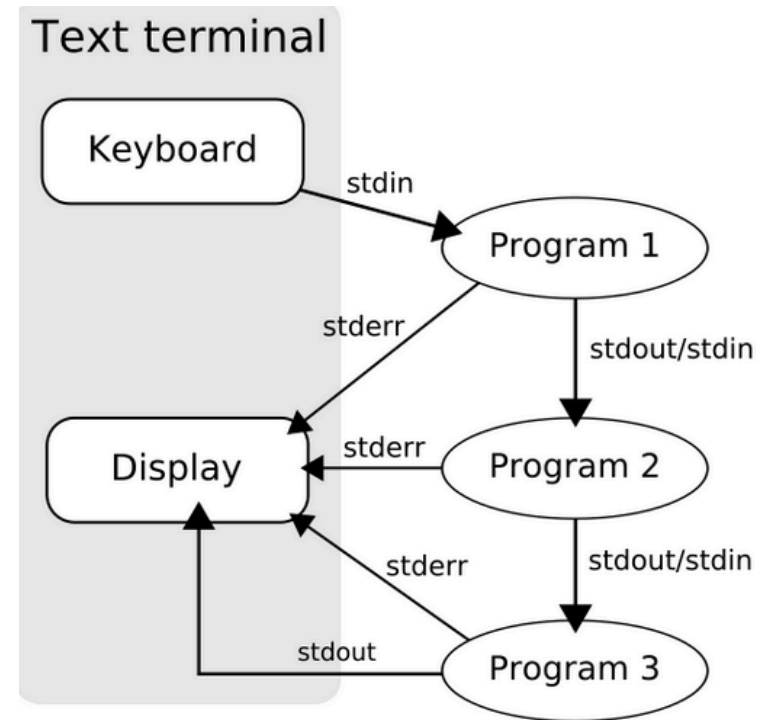 Text terminal
Keyboard
stdin
Program 1
stderr
stdout/stdin
Display
stderr
Program 2
stderr
stdout/stdin
stdout
Program 3